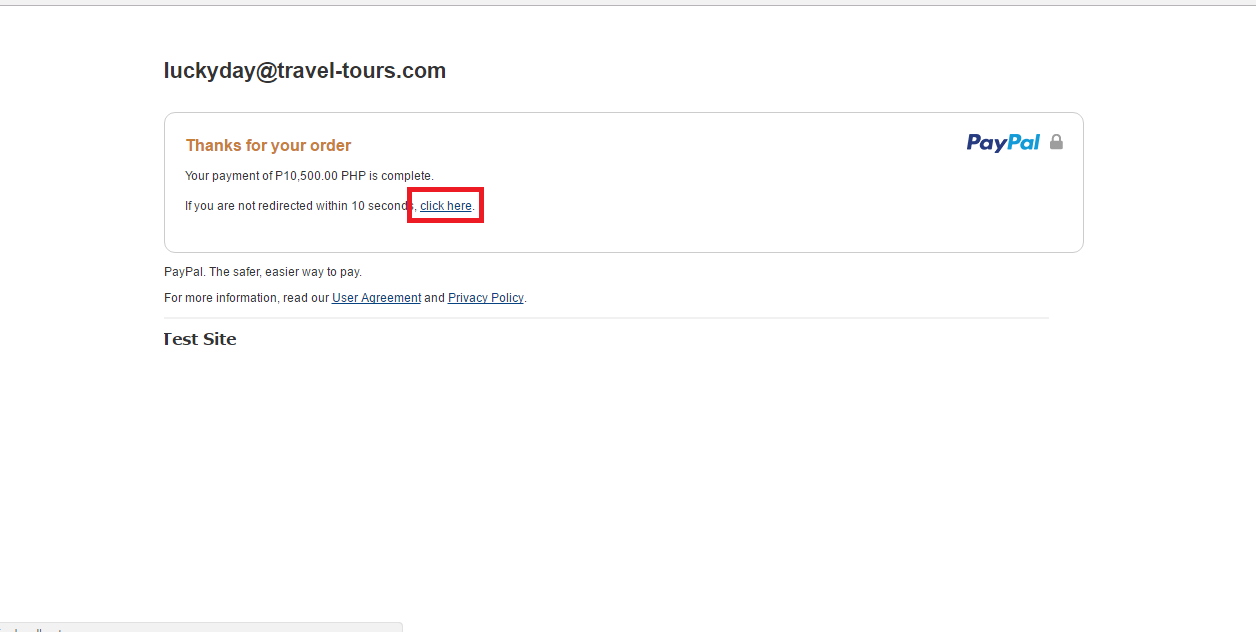 luckyday@travel-tours.com
Thanks for your order
PayPal
Your payment of P10,500.00 PHP is complete.
If you are not redirected within 10 seconds, click here.
PayPal. The safer, easier way to pay.
For more information, read our User Agreement and Privacy Policy.
Test Site